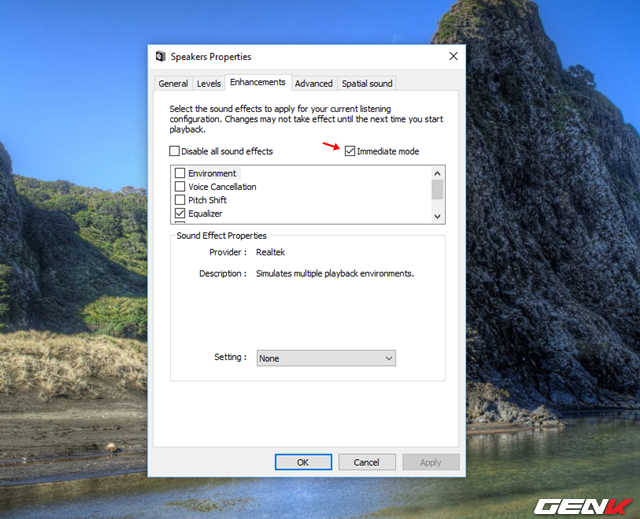 Speakers Properties
General Levels Enhancements Advanced Spatial sound
Select the sound effects to apply for your current listening
configuration. Changes may not take effect until the next time you start
playback.
Disable all sound effects Immediate mode
Environment
Voice Cancellation
Pitch Shift
Equalizer
Sound Effect Properties
Provider : Realtek
Description : Simulates multiple playback environments.
Setting : None
OK Cancel Apply
GENK